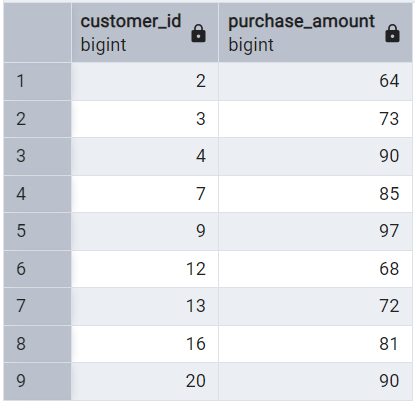 customer_id purchase_amount
bigint bigint
1 2 64
2 3 73
3 4 90
4 7 85
5 9 97
6 12 68
7 13 72
8 16 81
9 20 90